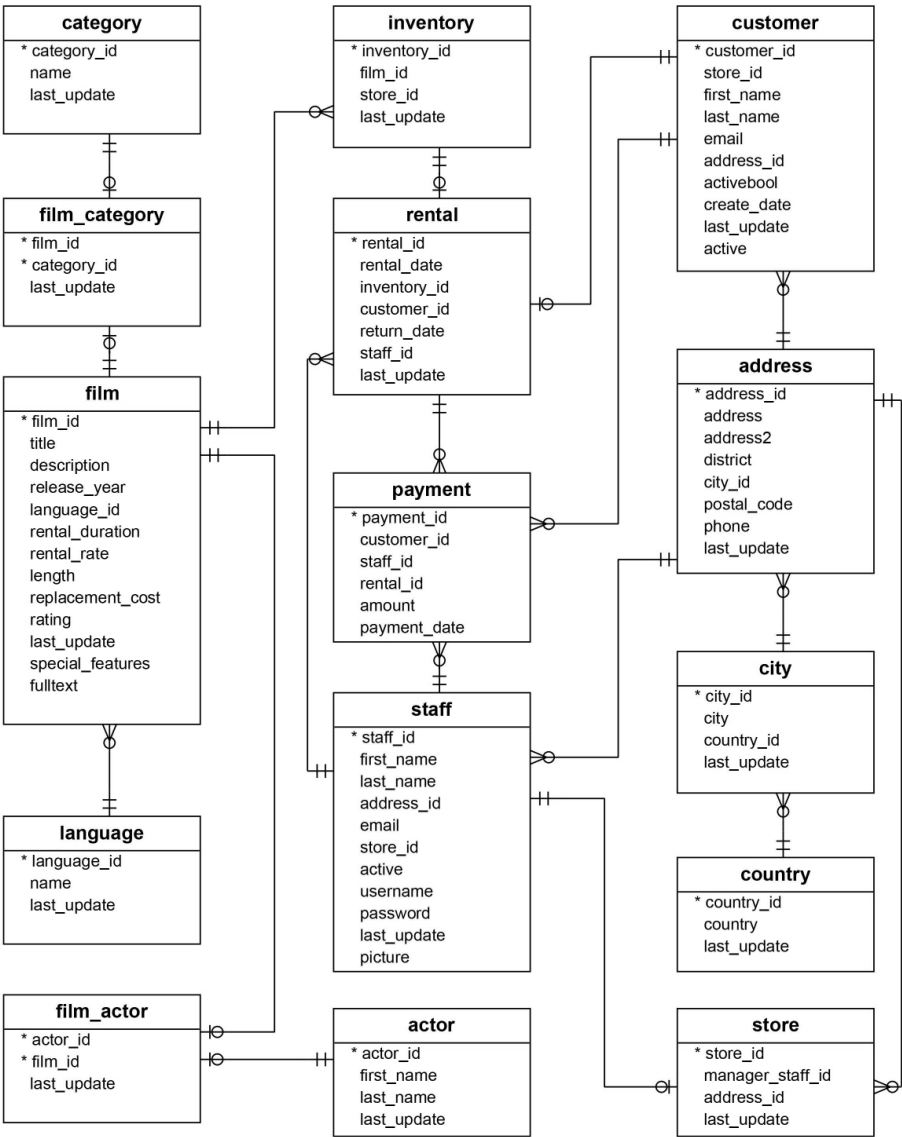 category
* category_id
name
last_update
film_category
* film_id
* category_id
last_update
film
* film_id
title
description
release_year
language_id
rental_duration
rental_rate
length
replacement_cost
rating
last_update
special_features
fulltext
language
* language_id
name
last_update
film_actor
* actor_id
* film_id
last_update
inventory
* inventory_id
film_id
store_id
last_update
rental
* rental_id
rental_date
inventory_id
customer_id
return_date
staff_id
last_update
payment
* payment_id
customer_id
staff_id
rental_id
amount
payment_date
staff
* staff_id
first_name
last_name
address_id
email
store_id
active
username
password
last_update
picture
actor
* actor_id
first_name
last_name
last_update
customer
* customer_id
store_id
first_name
last_name
email
address_id
activebool
create_date
last_update
active
address
* address_id
address
address2
district
city_id
postal_code
phone
last_update
city
* city_id
city
country_id
last_update
country
* country_id
country
last_update
store
* store_id
manager_staff_id
address_id
last_update